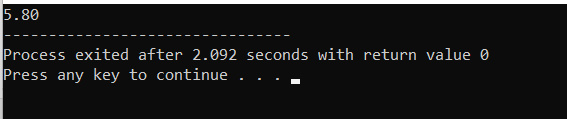 5.80
--------------------------------
Process exited after 2.092 seconds with return value 0
Press any key to continue . . .